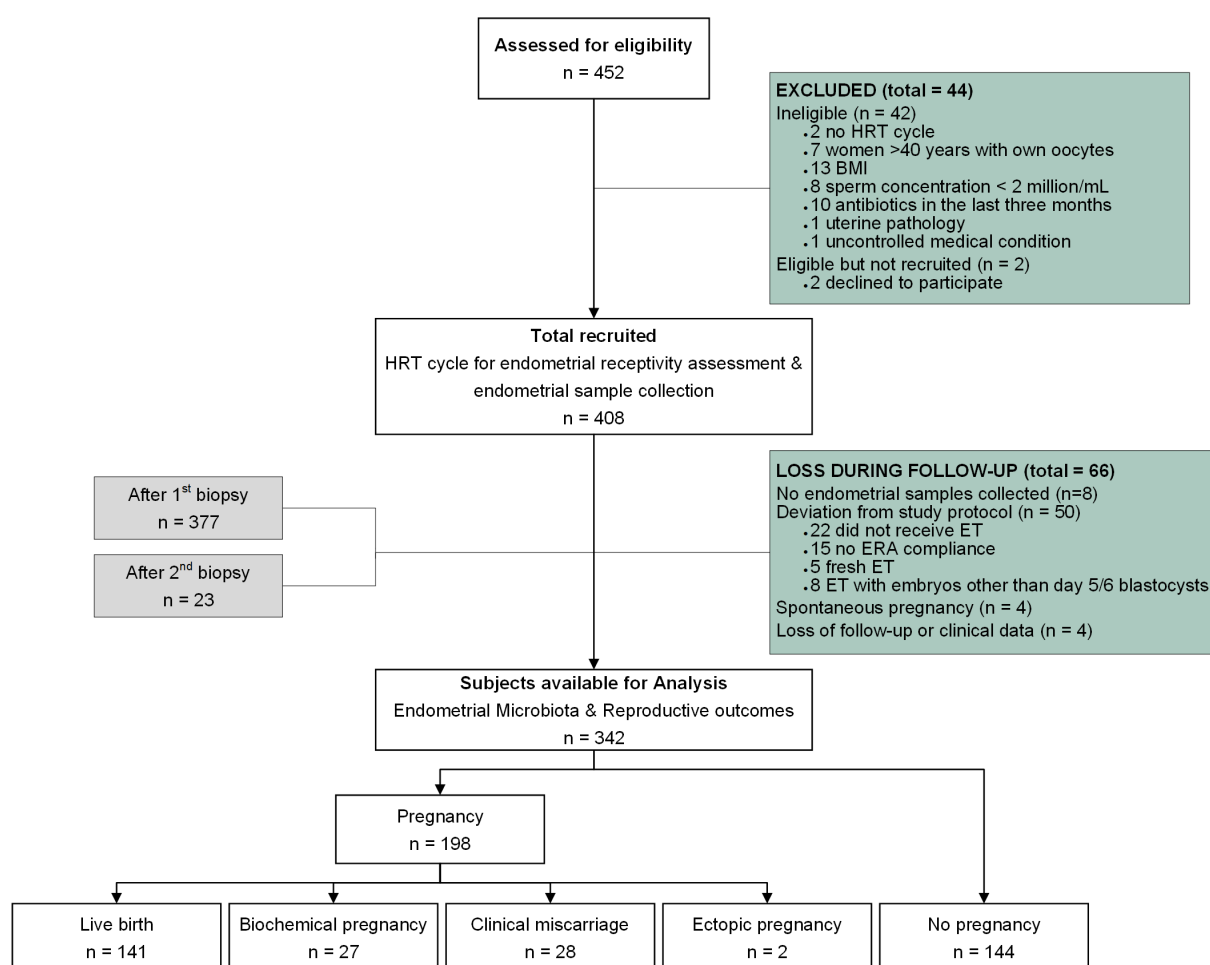 Assessed for eligibility
n = 452
EXCLUDED (total = 44)
Ineligible (n = 42)
•2 no HRT cycle
•7 women >40 years with own oocytes
•13 BMI
•8 sperm concentration < 2 million/mL
•10 antibiotics in the last three months
•1 uterine pathology
•1 uncontrolled medical condition
Eligible but not recruited (n = 2)
•2 declined to participate
Total recruited
HRT cycle for endometrial receptivity assessment &
endometrial sample collection
n = 408
After 1st biopsy
n = 377
After 2nd biopsy
n = 23
LOSS DURING FOLLOW-UP (total = 66)
No endometrial samples collected (n=8)
Deviation from study protocol (n = 50)
•22 did not receive ET
•15 no ERA compliance
•5 fresh ET
•8 ET with embryos other than day 5/6 blastocysts
Spontaneous pregnancy (n = 4)
Loss of follow-up or clinical data (n = 4)
Subjects available for Analysis
Endometrial Microbiota & Reproductive outcomes
n = 342
Pregnancy
n = 198
Live birth
n = 141
Biochemical pregnancy
n = 27
Clinical miscarriage
n = 28
Ectopic pregnancy
n = 2
No pregnancy
n = 144